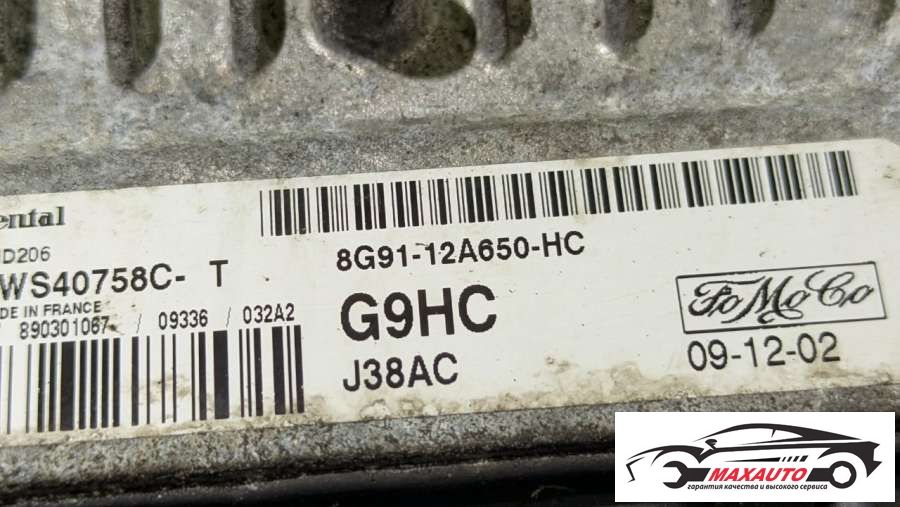 ental
D206
WS40758C- T
DE IN FRANCE
890301067 / 09336 / 032A2
8G91-12A650-HC
G9HC
J38AC
FoMoCo
09-12-02
MAXAUTO
гарантия качества и высокого сервиса